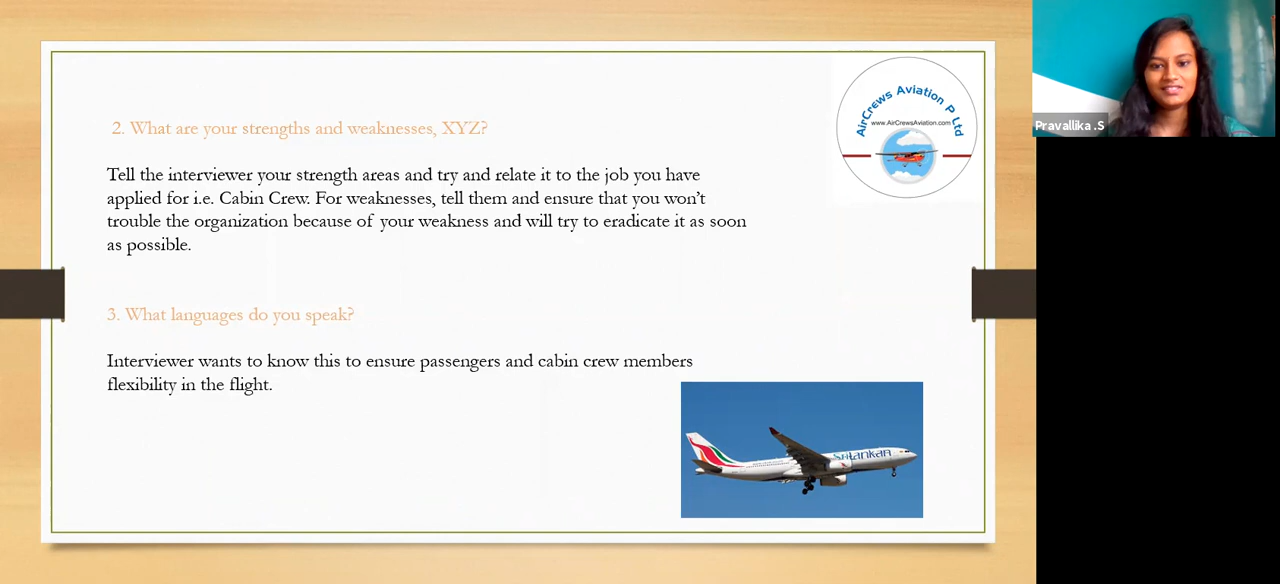 2. What are your strengths and weaknesses, XYZ?
Tell the interviewer your strength areas and try and relate it to the job you have
applied for i.e. Cabin Crew. For weaknesses, tell them and ensure that you won't
trouble the organization because of your weakness and will try to eradicate it as soon
as possible.
3. What languages do you speak?
Interviewer wants to know this to ensure passengers and cabin crew members
flexibility in the flight.
AirCrews Aviation P Ltd
www.AirCrewsAviation.com
SriLankan
Pravallika .S